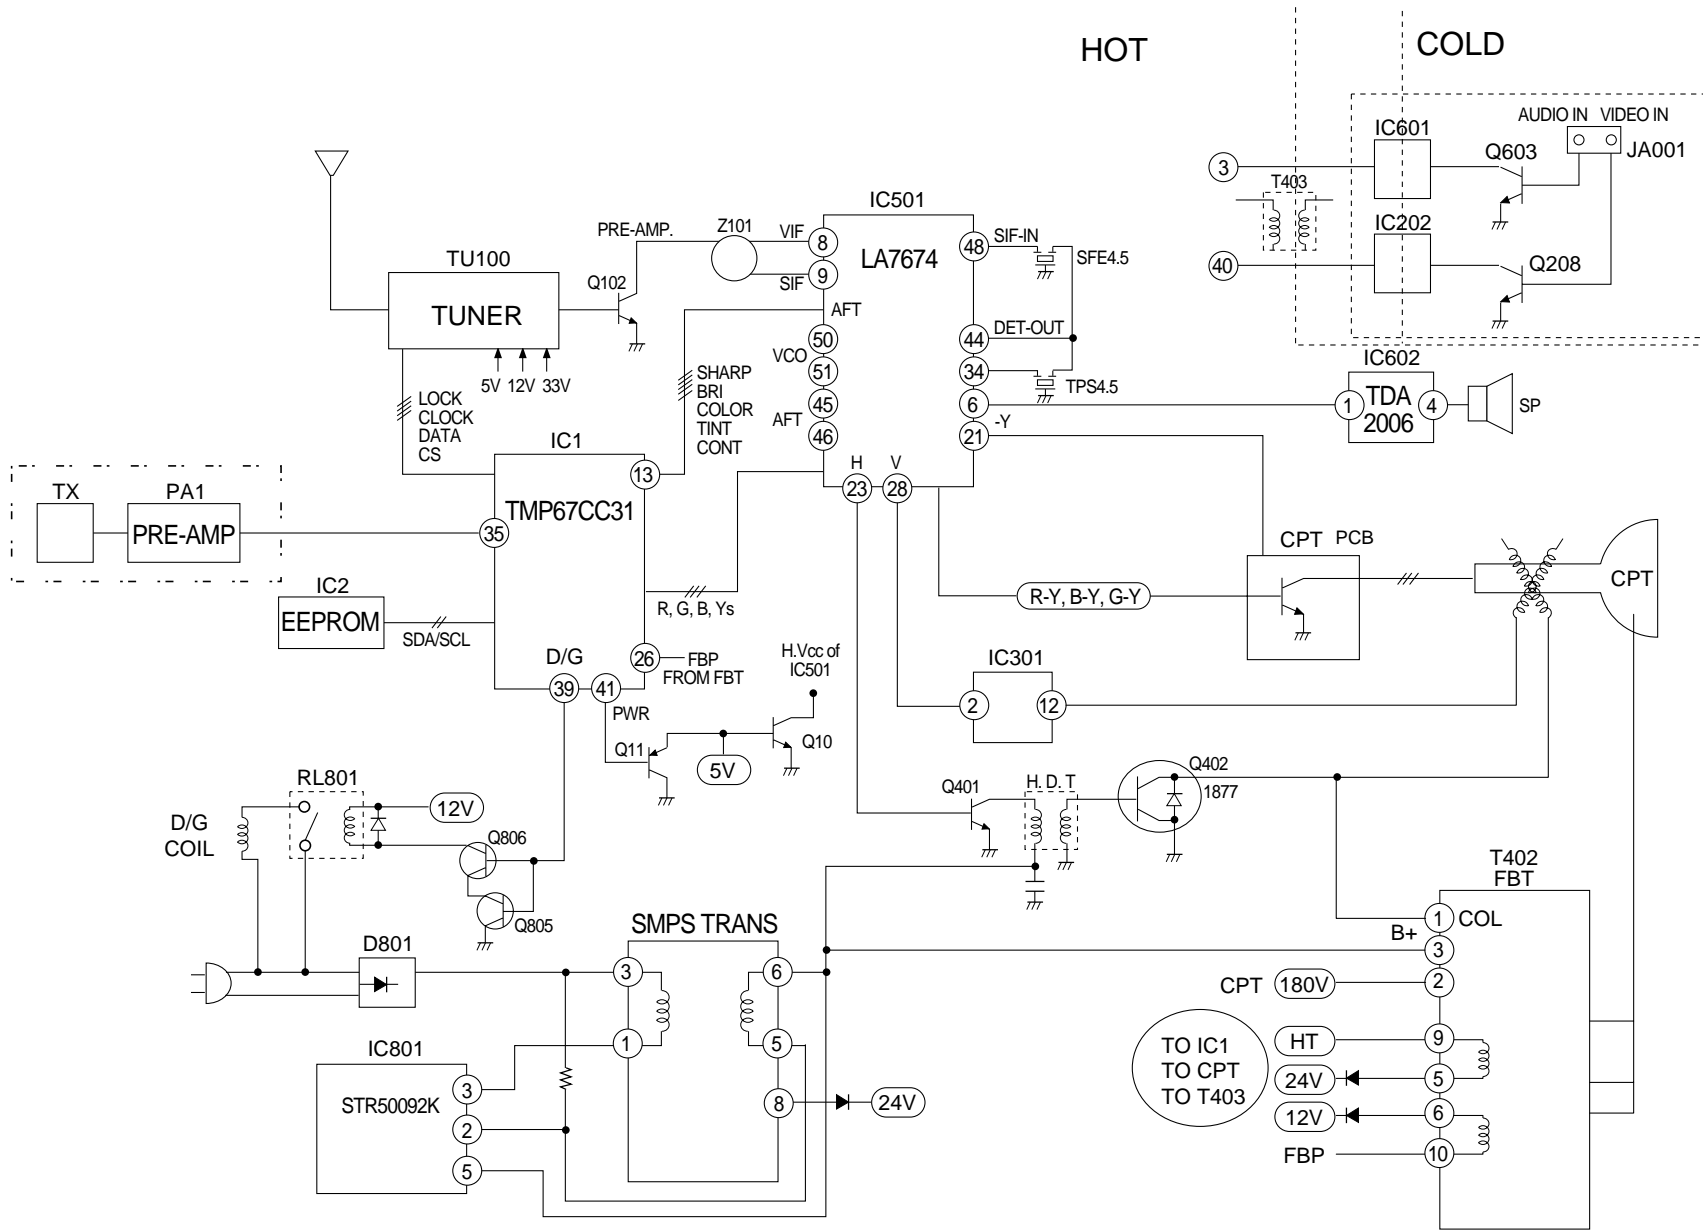 HOT
COLD
AUDIO IN VIDEO IN
IC601
Q603
JA001
3
T403
IC202
40
Q208
IC501
LA7674
PRE-AMP.
Z101
VIF
8
SIF
9
48
SIF-IN
SFE4.5
TU100
TUNER
Q102
AFT
5V 12V 33V
50
VCO
51
45
AFT
46
44
DET-OUT
34
TPS4.5
6
21
-Y
H
V
23
28
IC602
1
TDA
2006
4
SP
LOCK
CLOCK
DATA
CS
SHARP
BRI
COLOR
TINT
CONT
IC1
TMP67CC31
13
35
TX
PA1
PRE-AMP
IC2
EEPROM
SDA/SCL
R, G, B, Ys
26
FBP
FROM FBT
D/G
39
41
PWR
H.Vcc of
IC501
Q11
5V
Q10
CPT PCB
R-Y, B-Y, G-Y
CPT
IC301
2
12
Q401
H. D. T
Q402
1877
RL801
12V
D/G
COIL
Q806
Q805
D801
SMPS TRANS
3
6
1
5
8
24V
IC801
STR50092K
3
2
5
T402
FBT
1
COL
B+
3
CPT
180V
2
HT
9
24V
5
12V
6
FBP
10
TO IC1
TO CPT
TO T403